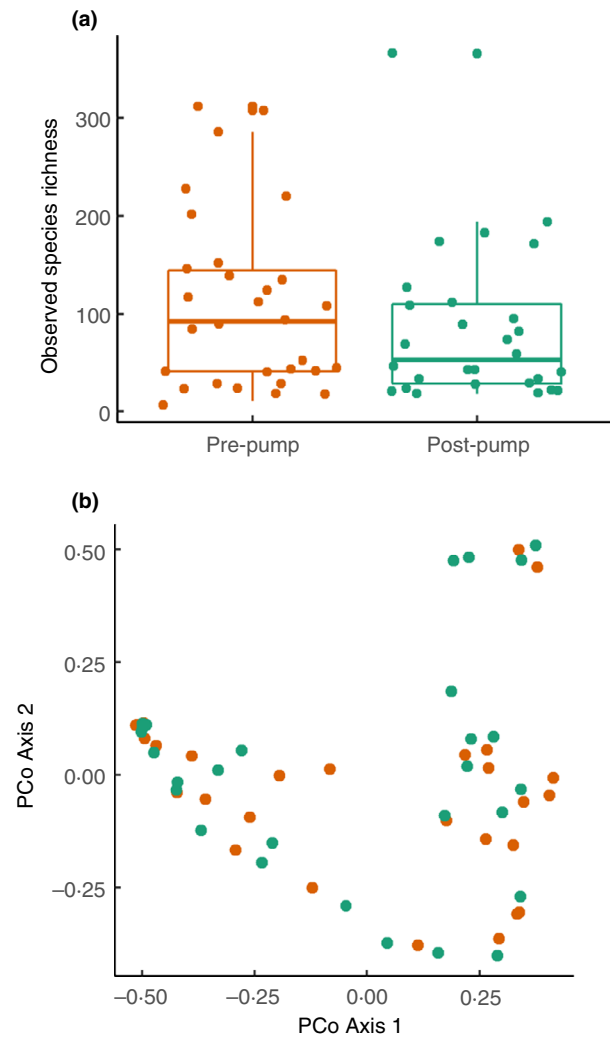 (a)
Observed species richness
300
200
100
0
Pre-pump
Post-pump
(b)
PCo Axis 2
0·50
0·25
0·00
−0·25
−0·50
−0·25
0·00
0·25
PCo Axis 1